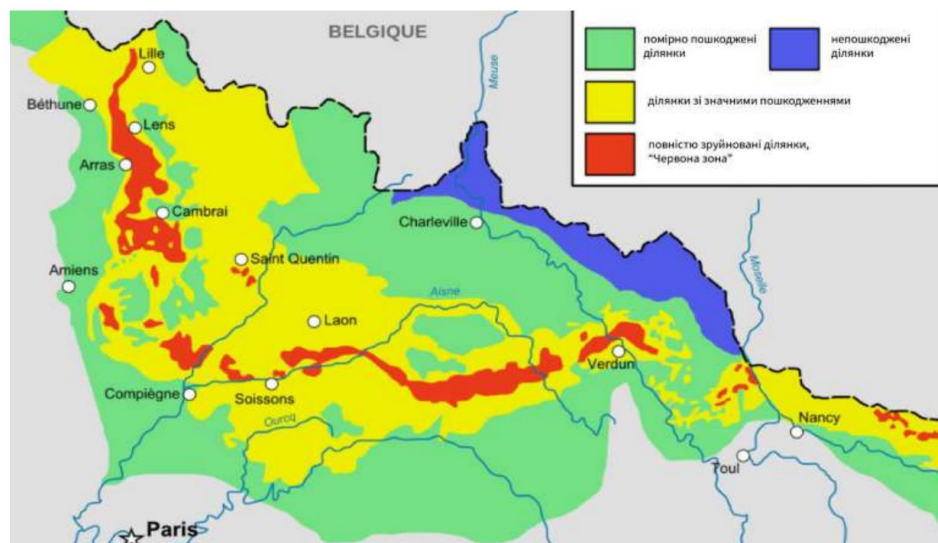 BELGIQUE
помірно пошкоджені
ділянки
непошкоджені
ділянки
ділянки зі значними пошкодженнями
повністю зруйновані ділянки,
“Червона зона”
Meuse
Lille
Béthune
Lens
Arras
Cambrai
Charleville
Saint Quentin
Amiens
Moselle
Aisne
Laon
Verdun
Compiègne
Soissons
Ourcq
Nancy
Toul
Paris